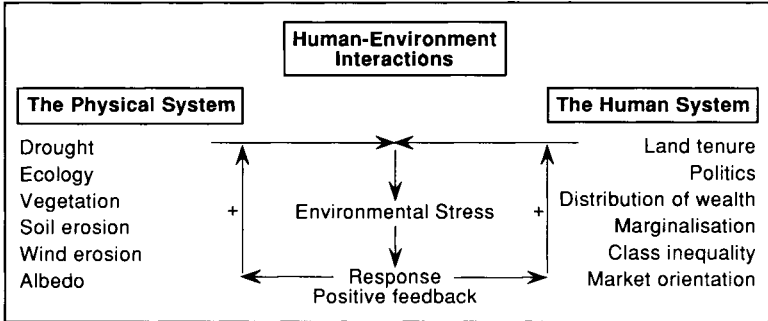 Human-Environment
Interactions
The Physical System
The Human System
Drought
Ecology
Vegetation
Soil erosion
Wind erosion
Albedo
+
Environmental Stress
+
Response
Positive feedback
Land tenure
Politics
Distribution of wealth
Marginalisation
Class inequality
Market orientation